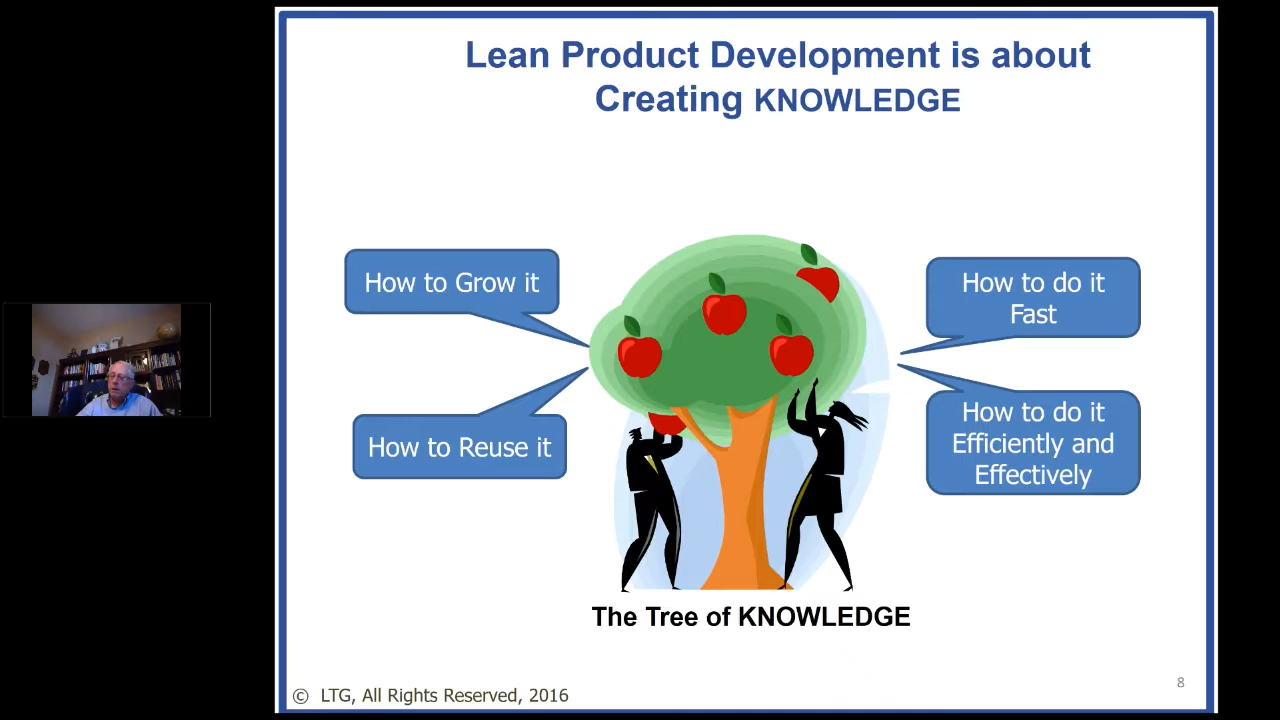 Lean Product Development is about
Creating KNOWLEDGE
How to Grow it
How to Reuse it
How to do it
Fast
How to do it
Efficiently and
Effectively
The Tree of KNOWLEDGE
© LTG, All Rights Reserved, 2016
8